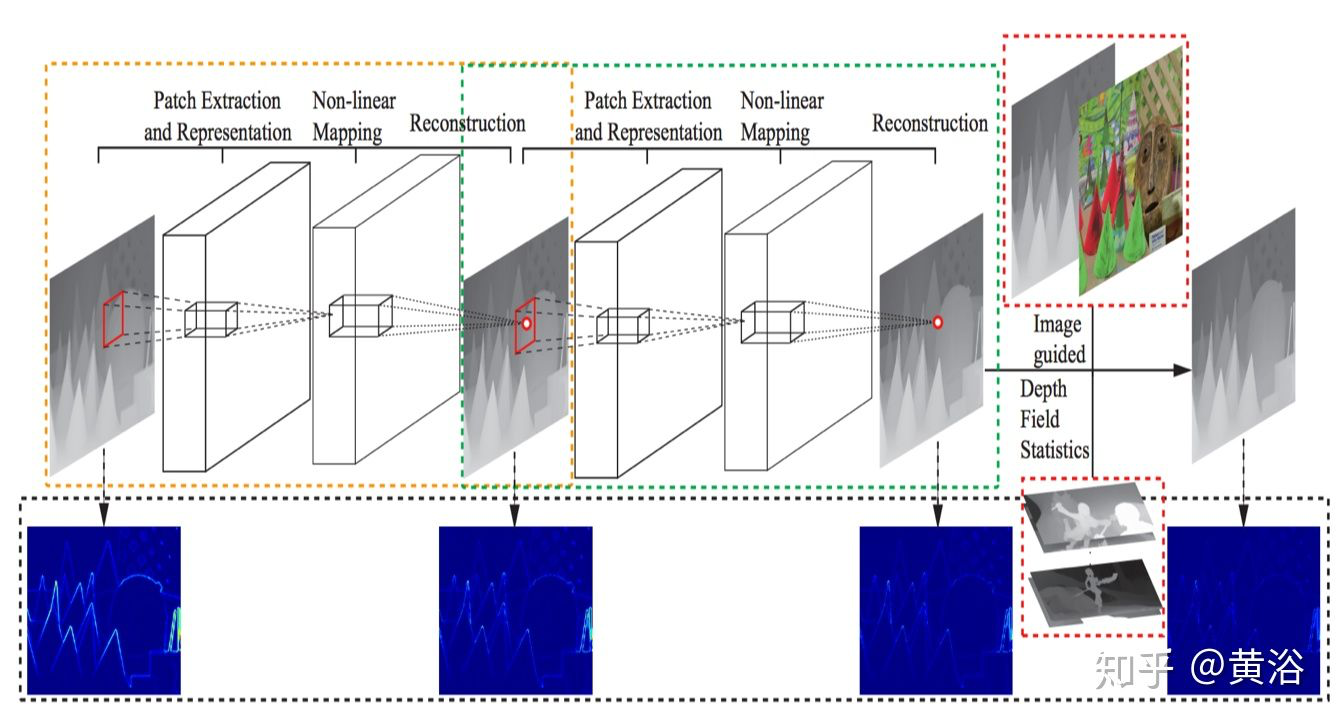 Patch Extraction
and Representation
Non-linear
Mapping
Reconstruction
Patch Extraction
and Representation
Non-linear
Mapping
Reconstruction
Image
guided
Depth
Field
Statistics
知乎 @黄浴